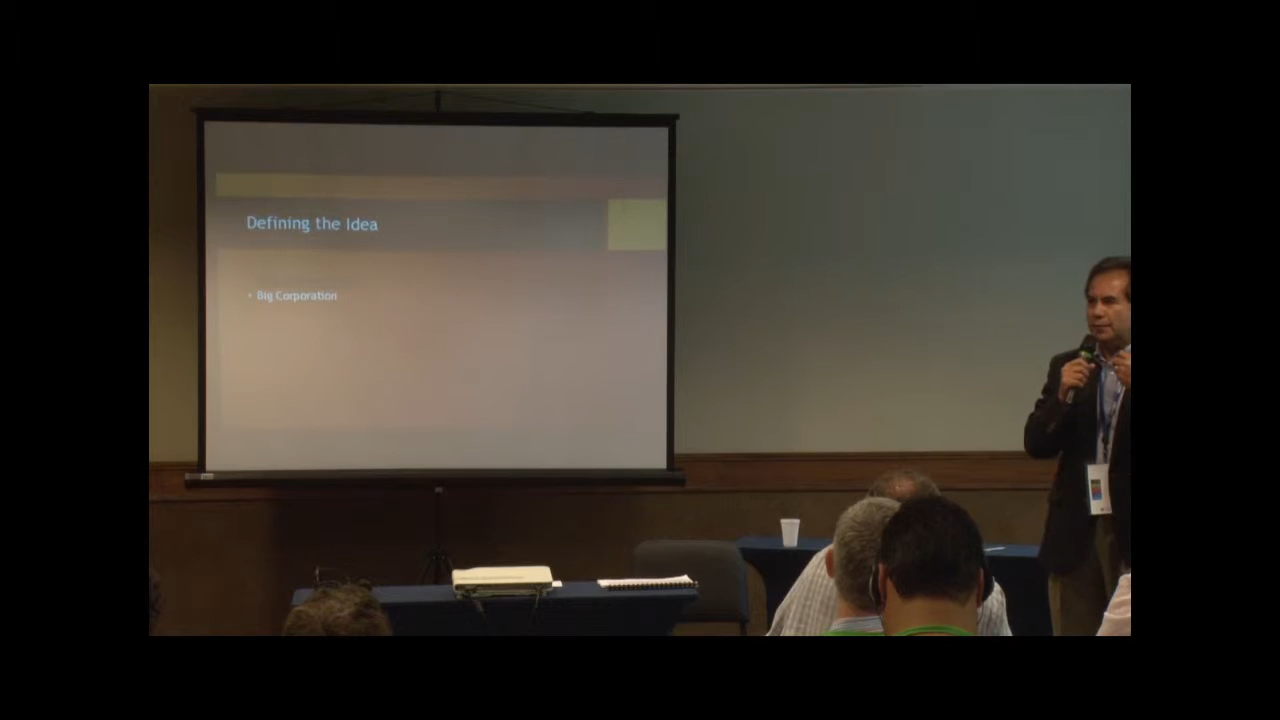 Defining the Idea
• Big Corporation